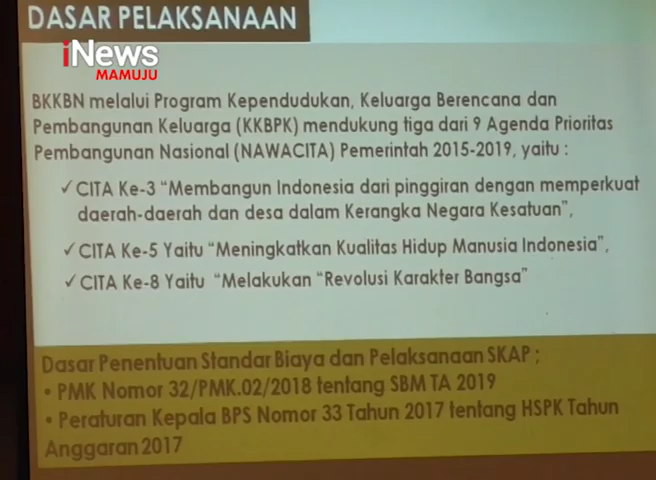 DASAR PELAKSANAAN
iNews
MAMUJU
BKKBN melalui Program Kependudukan, Keluarga Berencana dan
Pembangunan Keluarga (KKBPK) mendukung tiga dari 9 Agenda Prioritas
Pembangunan Nasional (NAWACITA) Pemerintah 2015-2019, yaitu :
✓ CITA Ke-3 “Membangun Indonesia dari pinggiran dengan memperkuat
daerah-daerah dan desa dalam Kerangka Negara Kesatuan”,
✓ CITA Ke-5 Yaitu “Meningkatkan Kualitas Hidup Manusia Indonesia”,
✓ CITA Ke-8 Yaitu “Melakukan “Revolusi Karakter Bangsa”
Dasar Penentuan Standar Biaya dan Pelaksanaan SKAP ;
• PMK Nomor 32/PMK.02/2018 tentang SBM TA 2019
• Peraturan Kepala BPS Nomor 33 Tahun 2017 tentang HSPK Tahun
Anggaran 2017